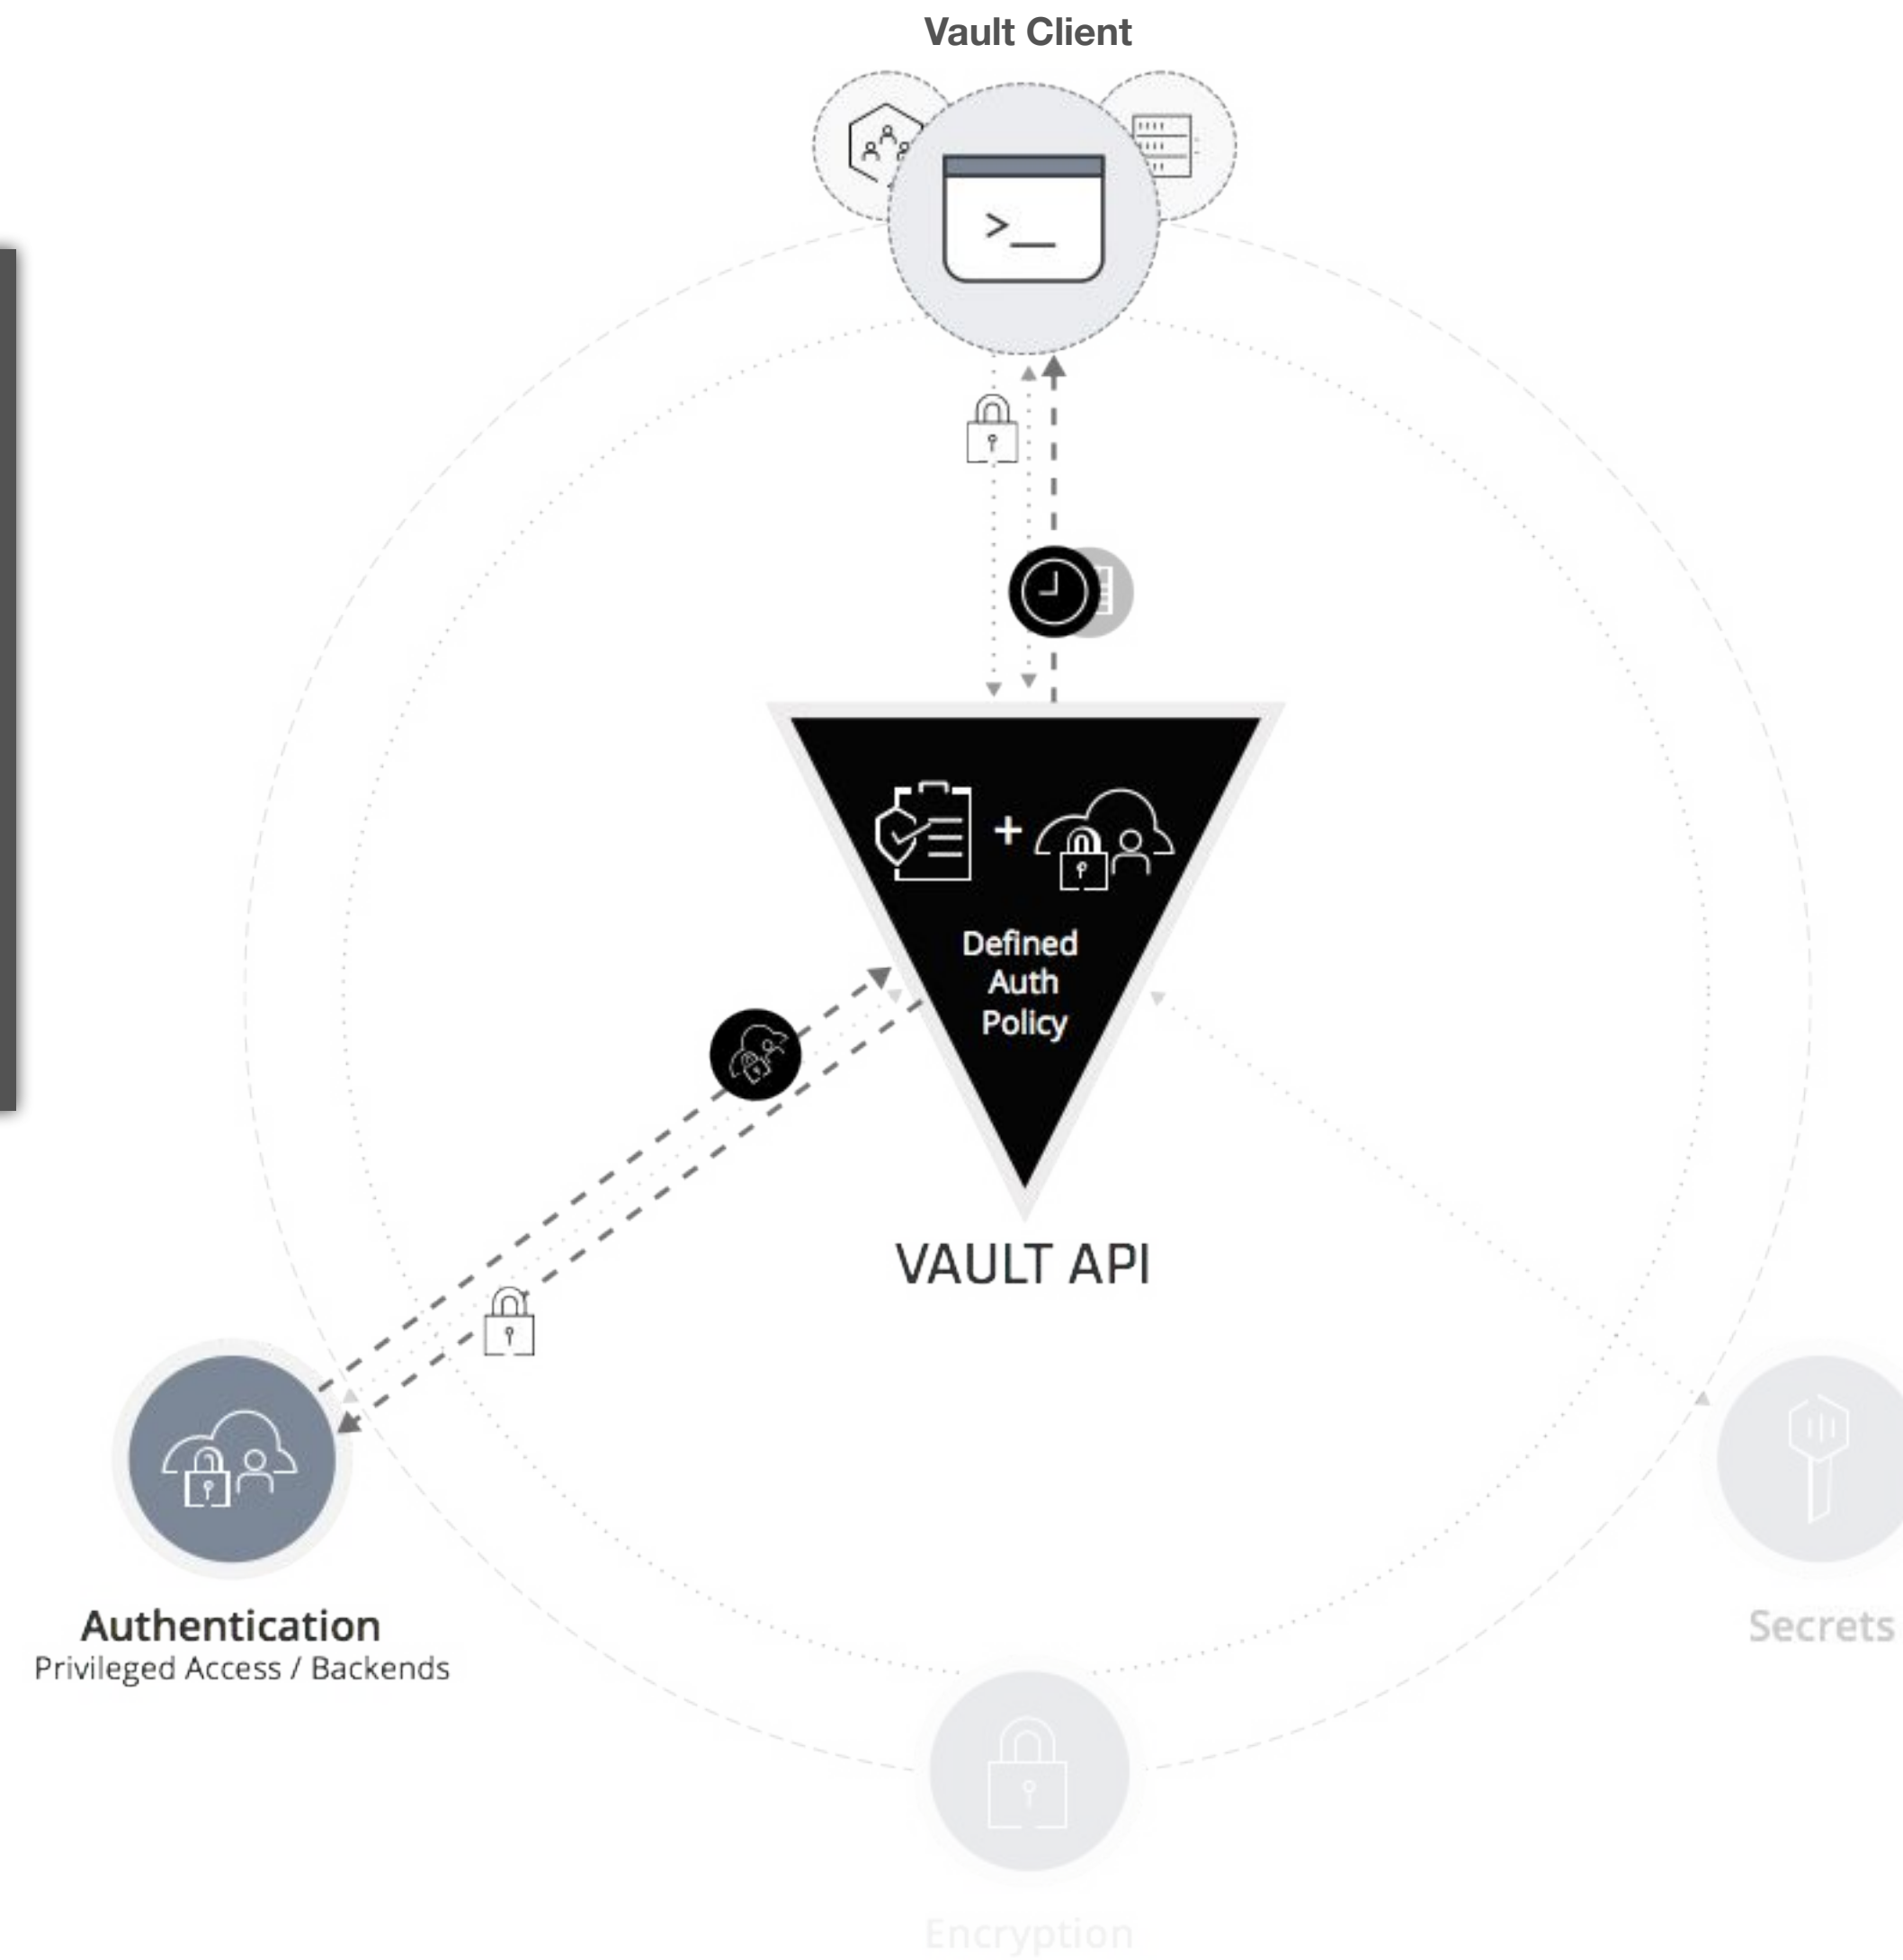 Vault Client
>_
+
Defined
Auth
Policy
VAULT API
Authentication
Privileged Access / Backends
Secrets
Encryption